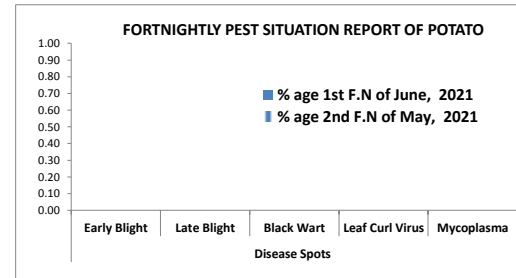 FORTNIGHTLY PEST SITUATION REPORT OF POTATO
1.00
0.90
0.80
0.70
0.60
0.50
0.40
0.30
0.20
0.10
0.00
% age 1st F.N of June, 2021
% age 2nd F.N of May, 2021
Early Blight Late Blight Black Wart Leaf Curl Virus Mycoplasma
Disease Spots